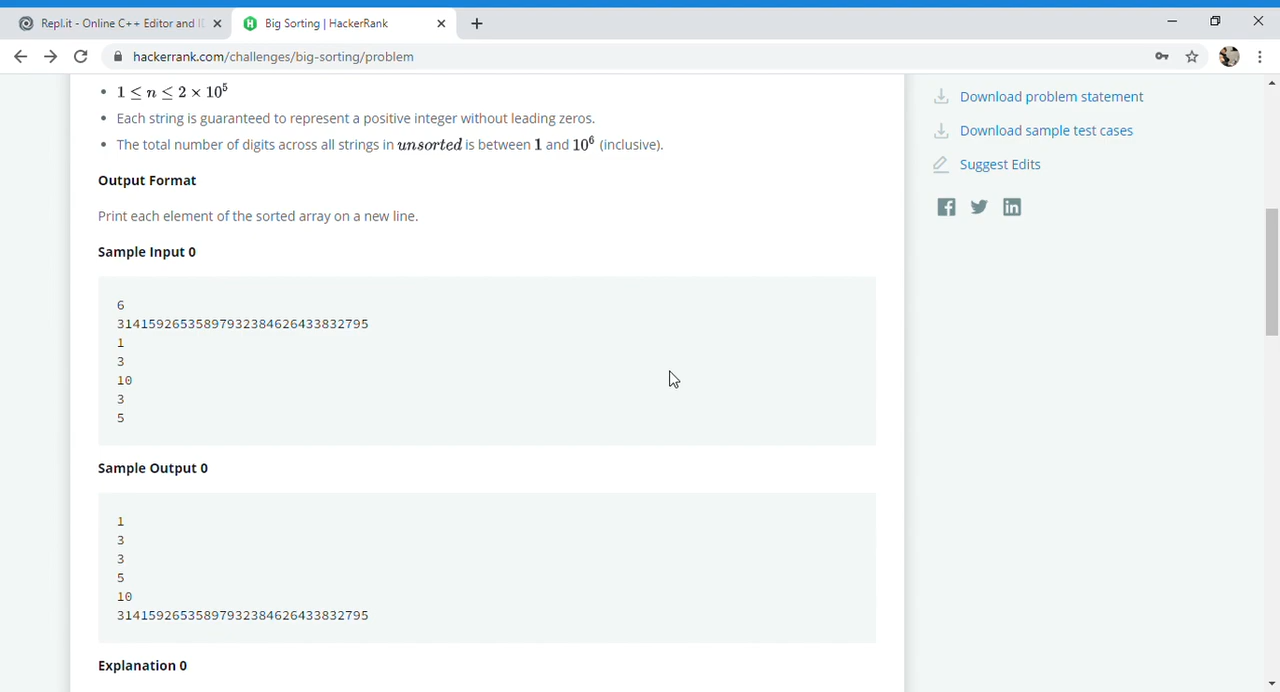 Repl.it - Online C++ Editor and I
Big Sorting | HackerRank
hackerrank.com/challenges/big-sorting/problem
1 ≤ n ≤ 2 × 10⁵
Each string is guaranteed to represent a positive integer without leading zeros.
The total number of digits across all strings in unsorted is between 1 and 10⁶ (inclusive).
Output Format
Print each element of the sorted array on a new line.
Sample Input 0
6
31415926535897932384626433832795
1
3
10
3
5
Sample Output 0
1
3
3
5
10
31415926535897932384626433832795
Explanation 0
Download problem statement
Download sample test cases
Suggest Edits